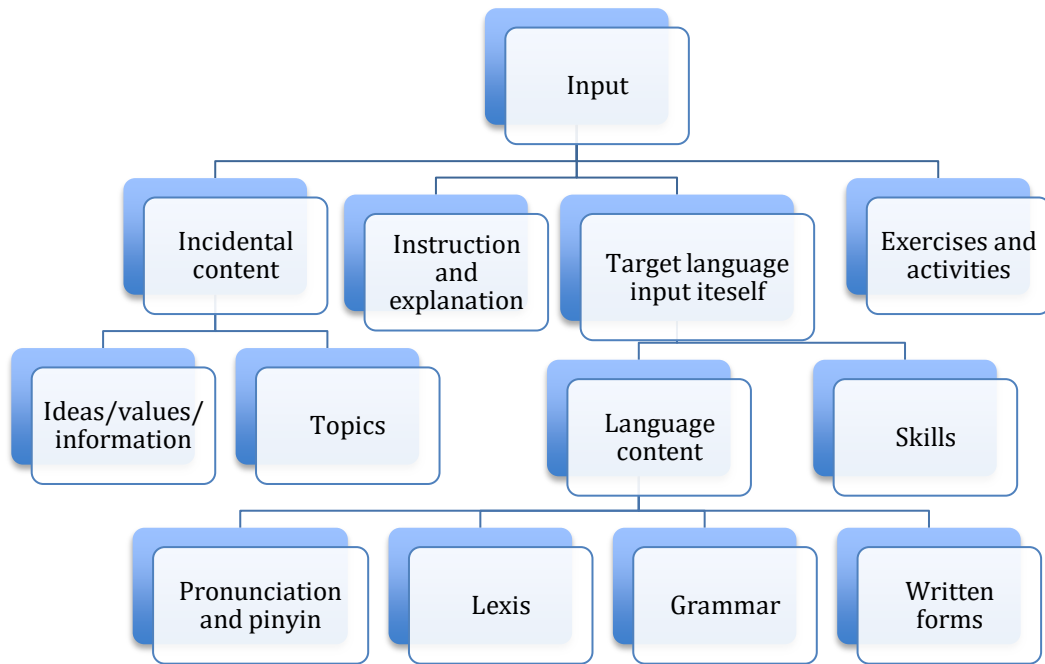 Input
Incidental
content
Instruction
and
explanation
Target language
input iteself
Exercises and
activities
Ideas/values/
information
Topics
Language
content
Skills
Pronunciation
and pinyin
Lexis
Grammar
Written
forms